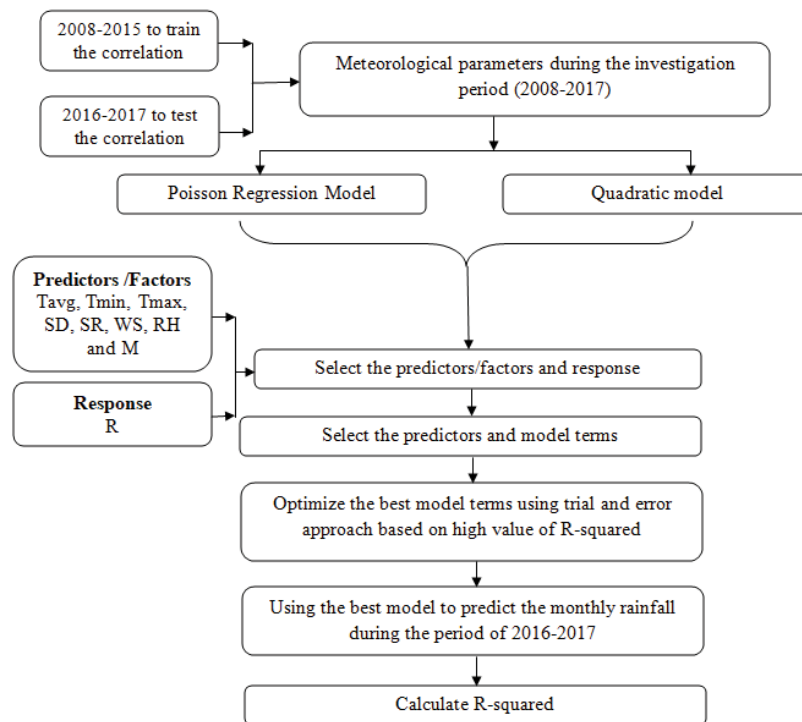 2008-2015 to train
the correlation
2016-2017 to test
the correlation
Meteorological parameters during the investigation
period (2008-2017)
Poisson Regression Model
Quadratic model
Predictors /Factors
Tavg, Tmin, Tmax,
SD, SR, WS, RH
and M
Response
R
Select the predictors/factors and response
Select the predictors and model terms
Optimize the best model terms using trial and error
approach based on high value of R-squared
Using the best model to predict the monthly rainfall
during the period of 2016-2017
Calculate R-squared